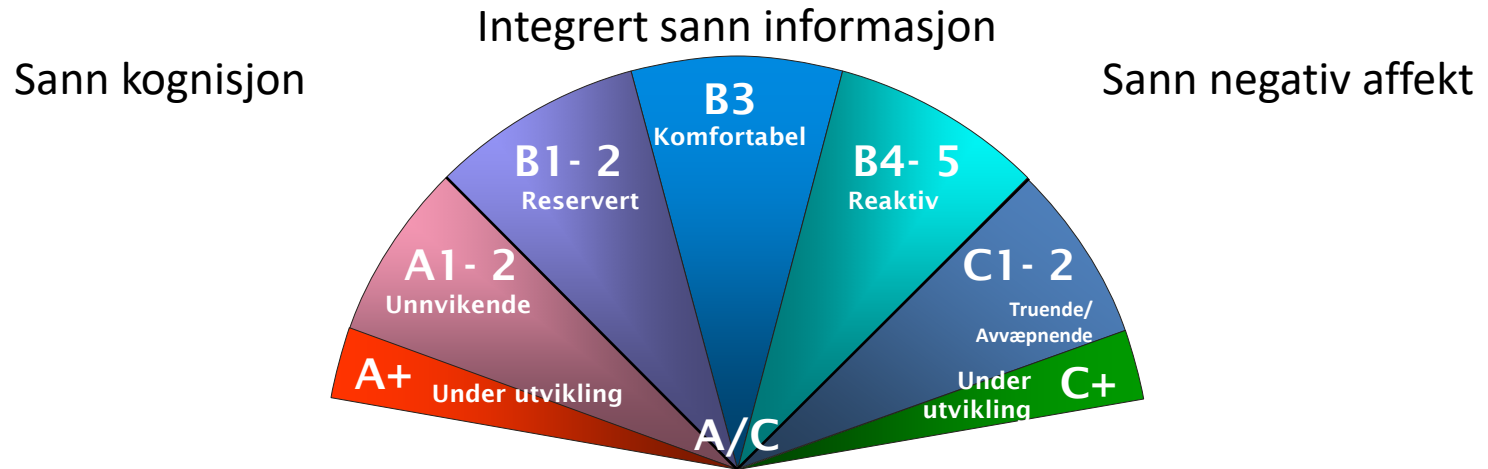 Integrert sann informasjon
Sann kognisjon
Sann negativ affekt
B3
Komfortabel
B1- 2
Reservert
B4- 5
Reaktiv
A1- 2
Unnvikende
C1- 2
Truende/
Avvæpnende
A+
Under utvikling
Under
utvikling
C+
A/C